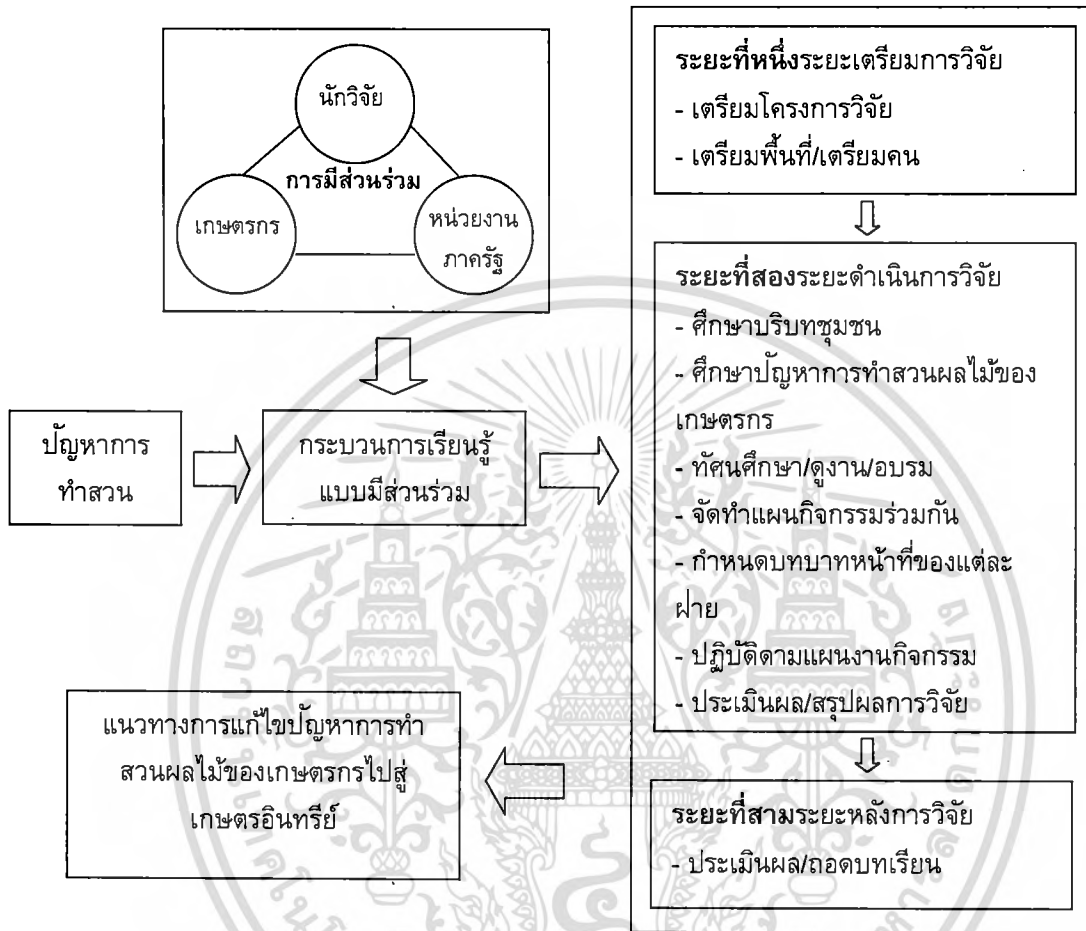 นักวิจัย
การมีส่วนร่วม
เกษตรกร
หน่วยงาน
ภาครัฐ
ปัญหาการ
ทำสวน
กระบวนการเรียนรู้
แบบมีส่วนร่วม
ระยะที่หนึ่งระยะเตรียมการวิจัย
- เตรียมโครงการวิจัย
- เตรียมพื้นที่/เตรียมคน
ระยะที่สองระยะดำเนินการวิจัย
- ศึกษาบริบทชุมชน
- ศึกษาปัญหาการทำสวนผลไม้ของ
เกษตรกร
- ทัศนศึกษา/ดูงาน/อบรม
- จัดทำแผนกิจกรรมร่วมกัน
- กำหนดบทบาทหน้าที่ของแต่ละ
ฝ่าย
- ปฏิบัติตามแผนงานกิจกรรม
- ประเมินผล/สรุปผลการวิจัย
ระยะที่สามระยะหลังการวิจัย
- ประเมินผล/ถอดบทเรียน
แนวทางการแก้ไขปัญหาการทำ
สวนผลไม้ของเกษตรกรไปสู่
เกษตรอินทรีย์